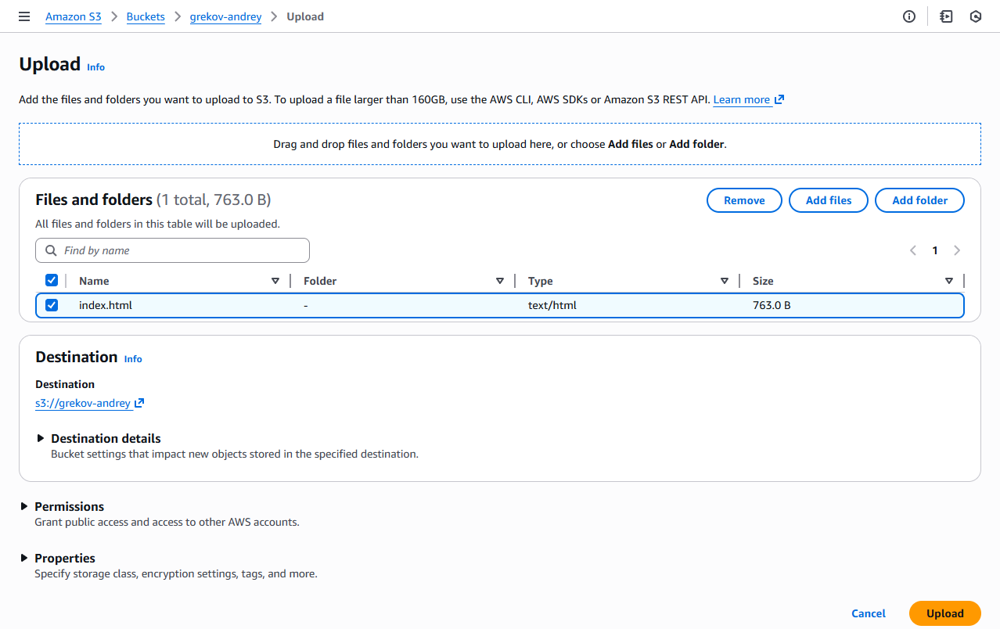 Amazon S3 Buckets grekov-andrey Upload
Upload Info
Add the files and folders you want to upload to S3. To upload a file larger than 160GB, use the AWS CLI, AWS SDKs or Amazon S3 REST API. Learn more
Drag and drop files and folders you want to upload here, or choose Add files or Add folder.
Files and folders (1 total, 763.0 B) Remove Add files Add folder
All files and folders in this table will be uploaded.
Find by name 1
Name Folder Type Size
index.html - text/html 763.0 B
Destination Info
Destination
s3://grekov-andrey
Destination details
Bucket settings that impact new objects stored in the specified destination.
Permissions
Grant public access and access to other AWS accounts.
Properties
Specify storage class, encryption settings, tags, and more.
Cancel Upload